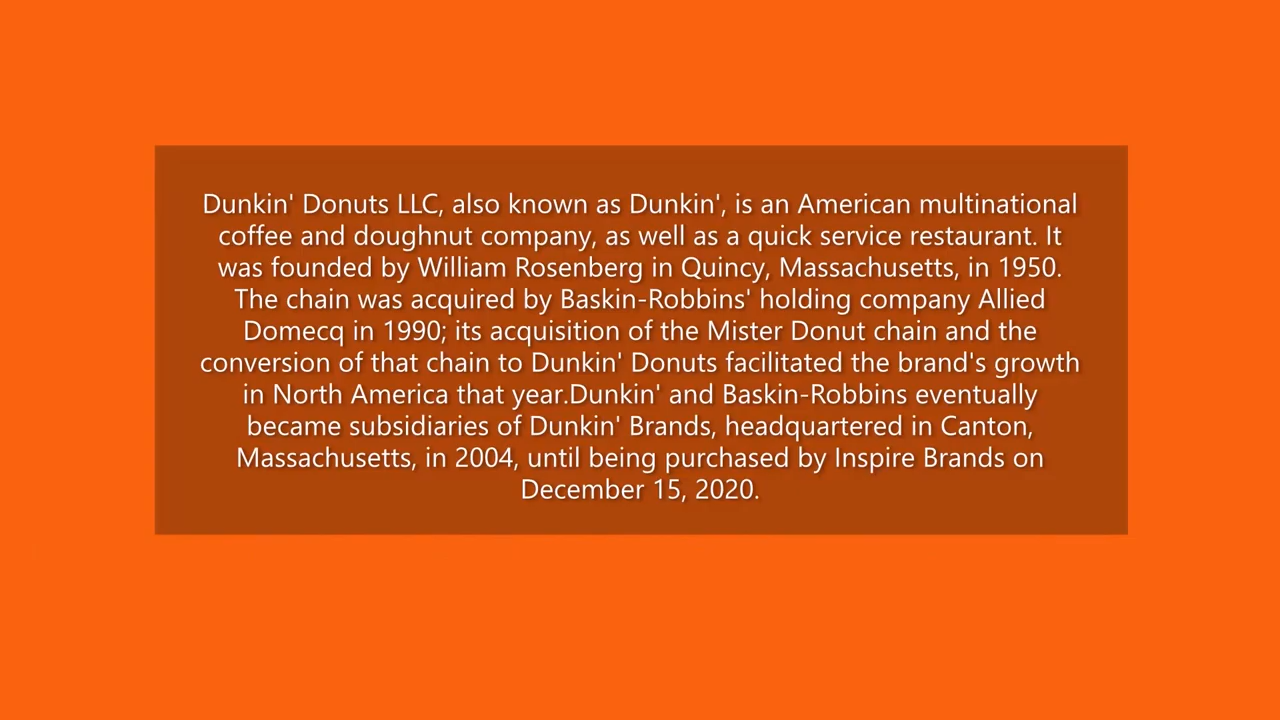 Dunkin' Donuts LLC, also known as Dunkin', is an American multinational
coffee and doughnut company, as well as a quick service restaurant. It
was founded by William Rosenberg in Quincy, Massachusetts, in 1950.
The chain was acquired by Baskin-Robbins' holding company Allied
Domecq in 1990; its acquisition of the Mister Donut chain and the
conversion of that chain to Dunkin' Donuts facilitated the brand's growth
in North America that year.Dunkin' and Baskin-Robbins eventually
became subsidiaries of Dunkin' Brands, headquartered in Canton,
Massachusetts, in 2004, until being purchased by Inspire Brands on
December 15, 2020.